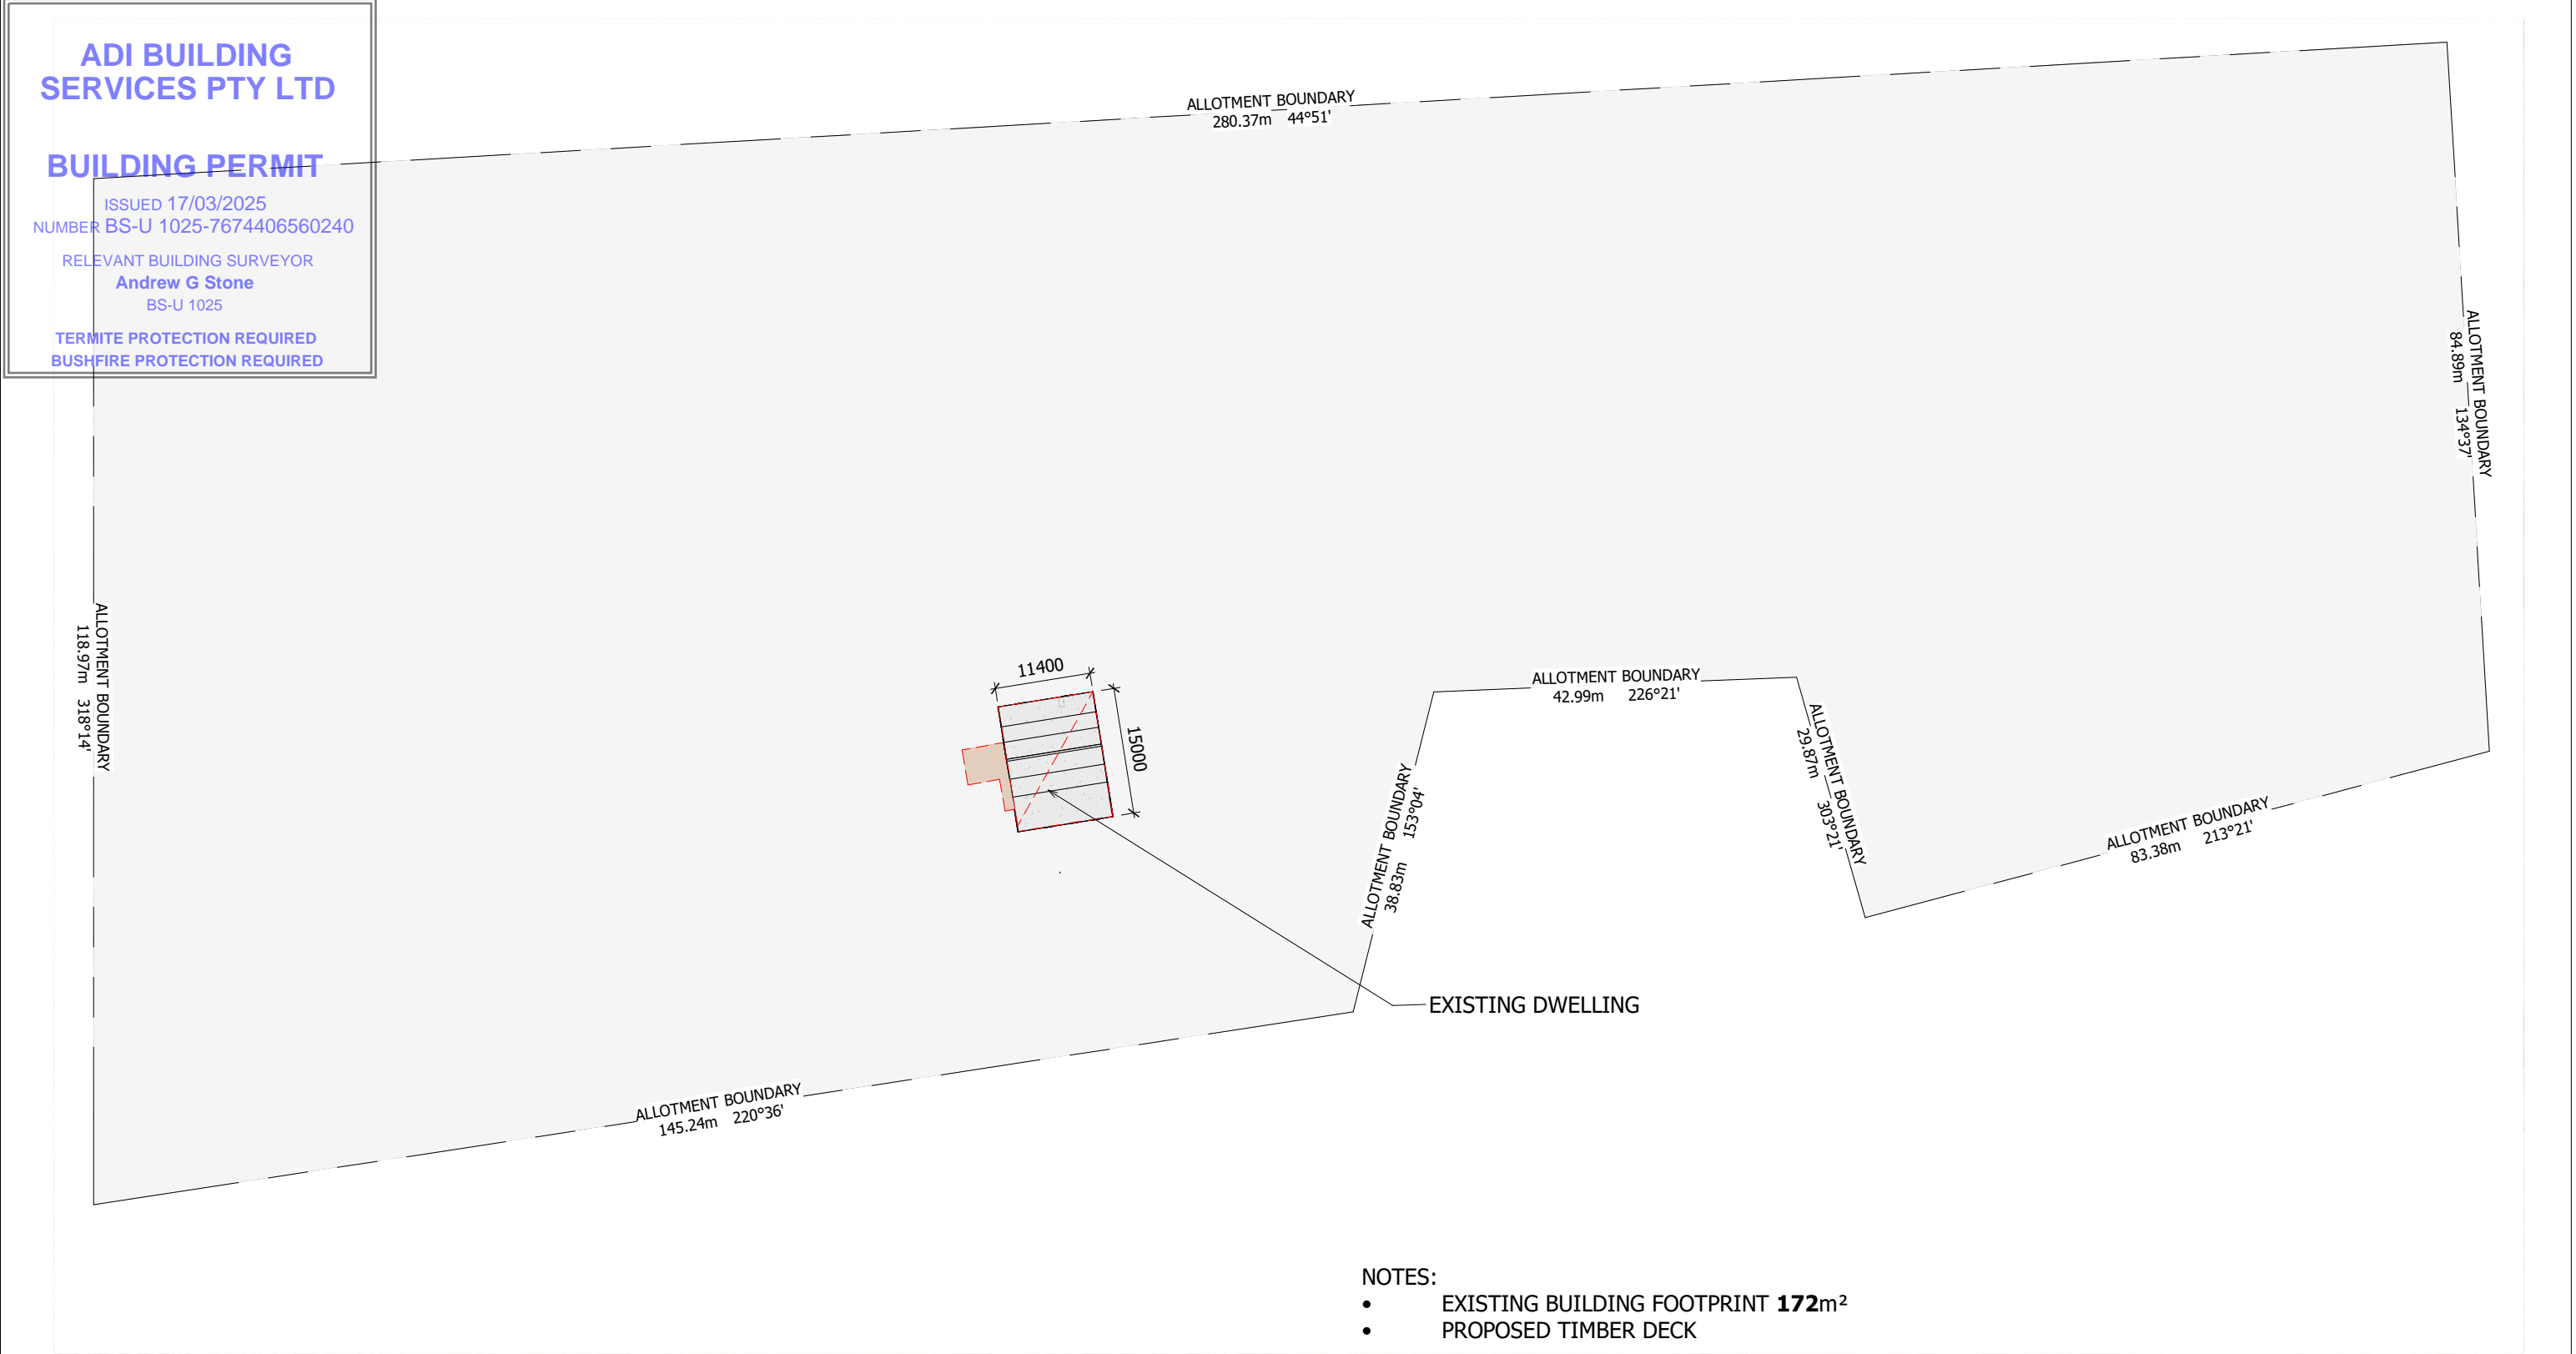 ADI BUILDING
SERVICES PTY LTD
BUILDING PERMIT
ISSUED 17/03/2025
NUMBER BS-U 1025-7674406560240
RELEVANT BUILDING SURVEYOR
Andrew G Stone
BS-U 1025
TERMITE PROTECTION REQUIRED
BUSHFIRE PROTECTION REQUIRED
ALLOTMENT BOUNDARY
280.37m 44°51'
ALLOTMENT BOUNDARY
84.89m 134°37'
ALLOTMENT BOUNDARY
118.97m 318°14'
11400
15000
ALLOTMENT BOUNDARY
42.99m 226°21'
ALLOTMENT BOUNDARY
38.83m 153°04'
ALLOTMENT BOUNDARY
29.87m 303°21'
ALLOTMENT BOUNDARY
83.38m 213°21'
EXISTING DWELLING
ALLOTMENT BOUNDARY
145.24m 220°36'
NOTES:
• EXISTING BUILDING FOOTPRINT 172m²
• PROPOSED TIMBER DECK